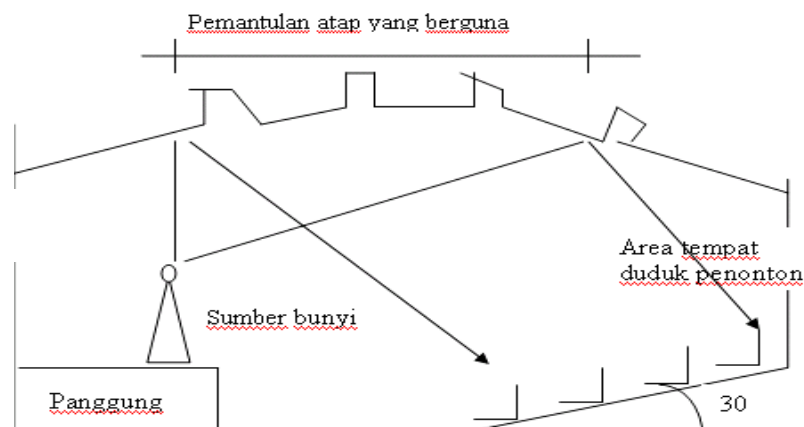 Pemantulan atap yang berguna
Area tempat
duduk penonton
Sumber bunyi
Panggung
30